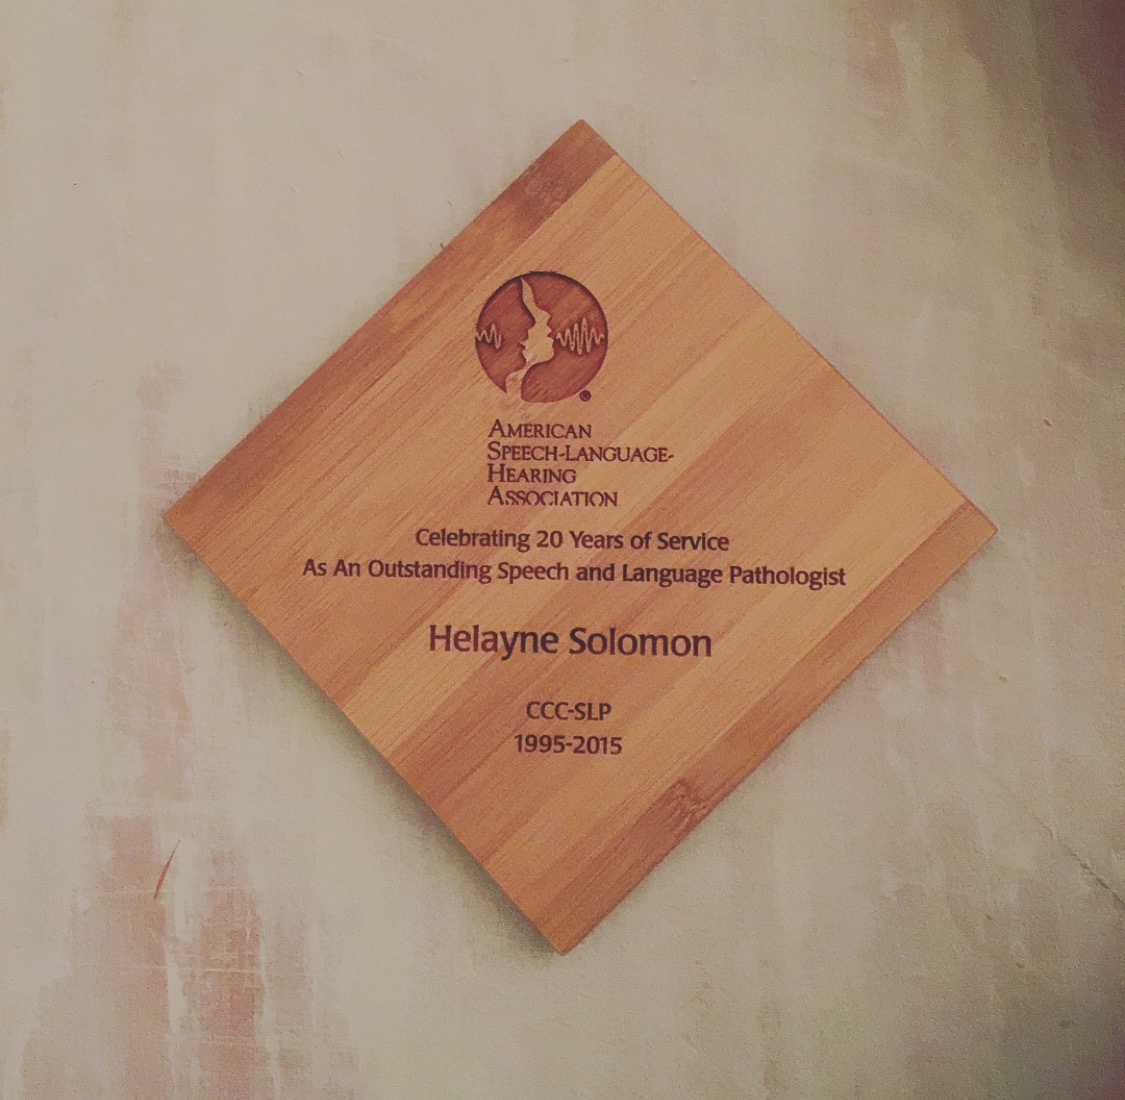 ®
AMERICAN
SPEECH-LANGUAGE-
HEARING
ASSOCIATION
Celebrating 20 Years of Service
As An Outstanding Speech and Language Pathologist
Helayne Solomon
CCC-SLP
1995-2015